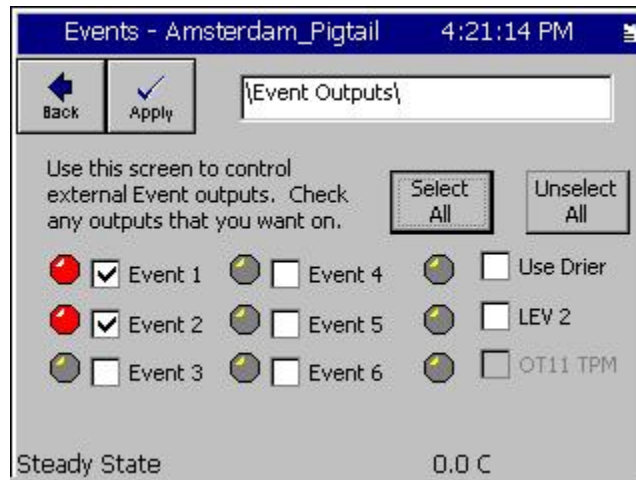 Events - Amsterdam_Pigtail 4:21:14 PM
Back
Apply
\Event Outputs\
Use this screen to control
external Event outputs. Check
any outputs that you want on.
Select
All
Unselect
All
Event 1
Event 4
Use Drier
Event 2
Event 5
LEV 2
Event 3
Event 6
OT11 TPM
Steady State
0.0 C